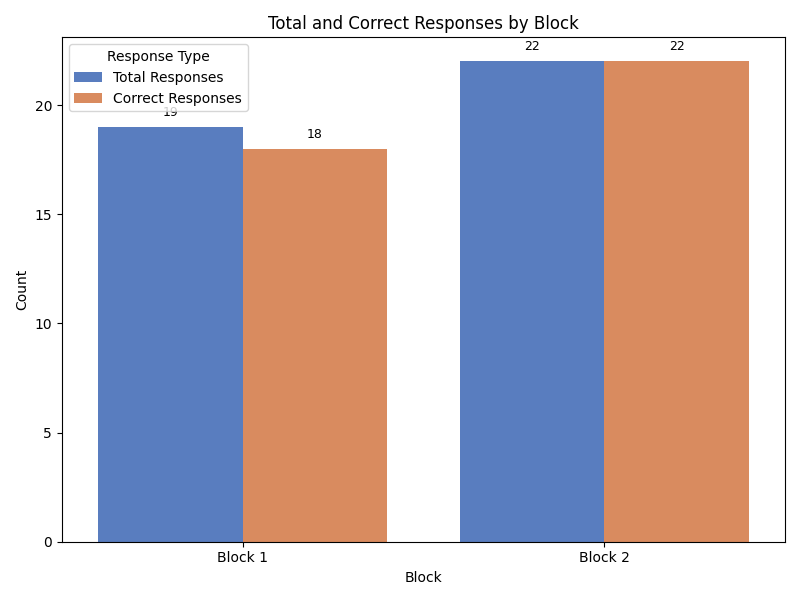 Total and Correct Responses by Block
Response Type
Total Responses
Correct Responses
19
18
22
22
20
15
10
5
0
Count
Block 1
Block 2
Block